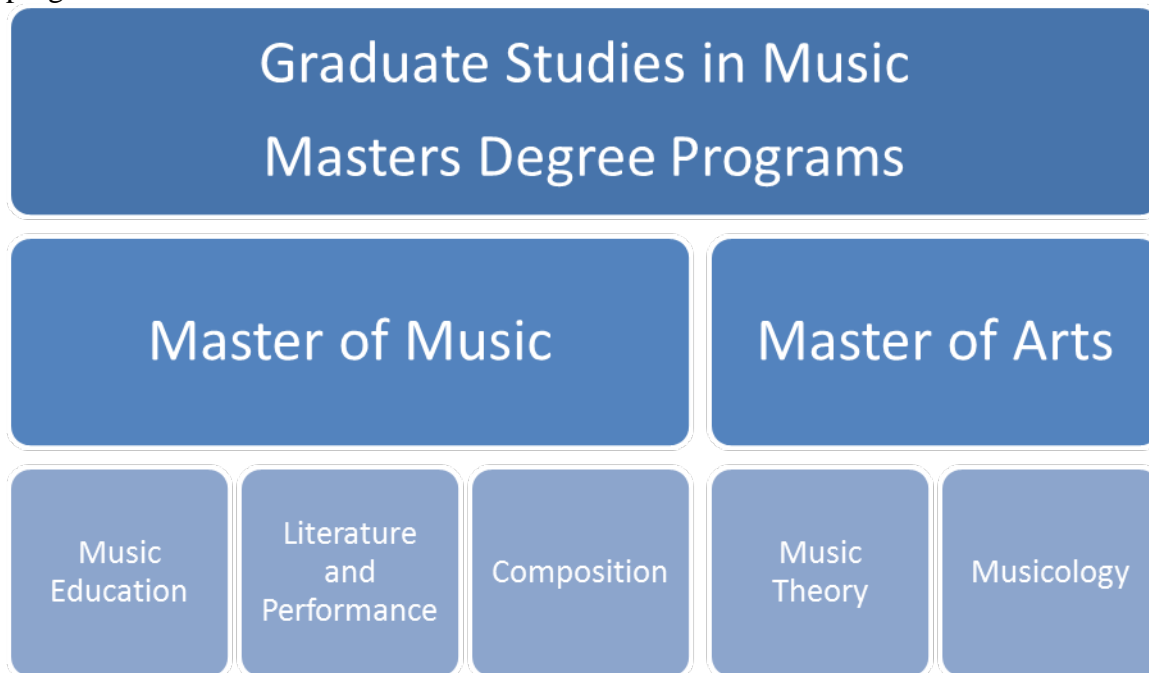 Graduate Studies in Music
Masters Degree Programs
Master of Music
Master of Arts
Music
Education
Literature
and
Performance
Composition
Music
Theory
Musicology